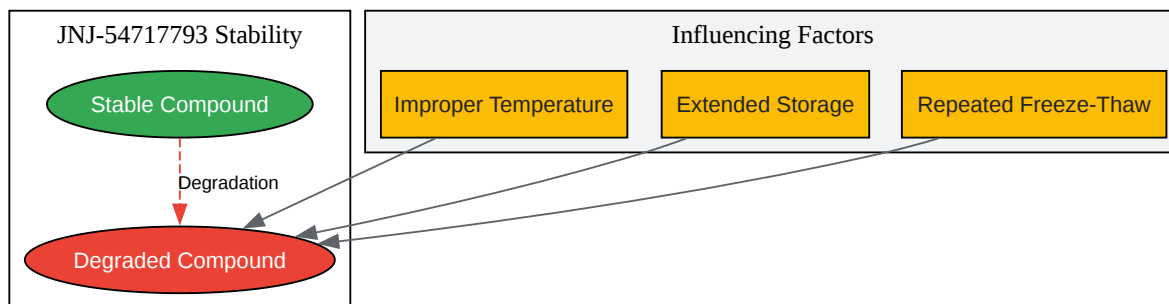 JNJ-54717793 Stability
Influencing Factors
Stable Compound
Improper Temperature
Extended Storage
Repeated Freeze-Thaw
Degradation
Degraded Compound